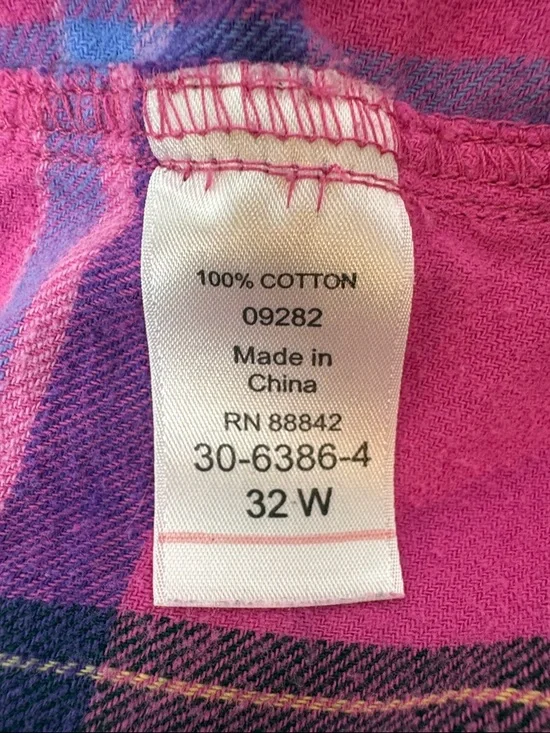 100% COTTON
09282
Made in
China
RN 88842
30-6386-4
32 W